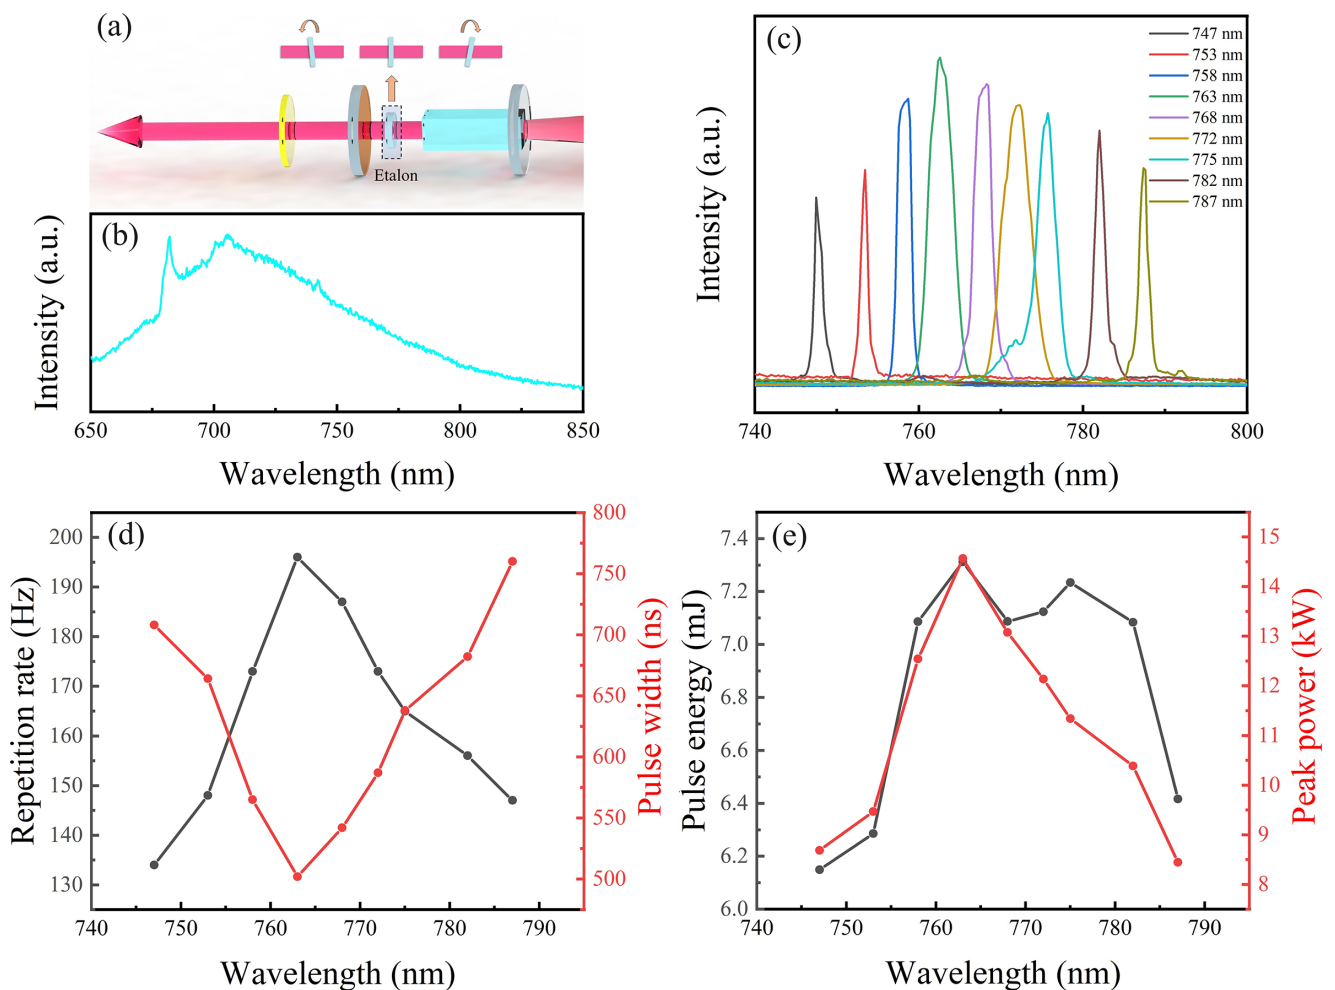 (a)
Etalon
(b)
Intensity (a.u.)
650 700 750 800 850
Wavelength (nm)
(c)
Intensity (a.u.)
747 nm
753 nm
758 nm
763 nm
768 nm
772 nm
775 nm
782 nm
787 nm
740 760 780 800
Wavelength (nm)
(d)
Repetition rate (Hz)
200
190
180
170
160
150
140
130
800
750
700
650
600
550
500
Pulse width (ns)
740 750 760 770 780 790
Wavelength (nm)
(e)
Pulse energy (mJ)
7.4
7.2
7.0
6.8
6.6
6.4
6.2
6.0
15
14
13
12
11
10
9
8
Peak power (kW)
740 750 760 770 780 790
Wavelength (nm)